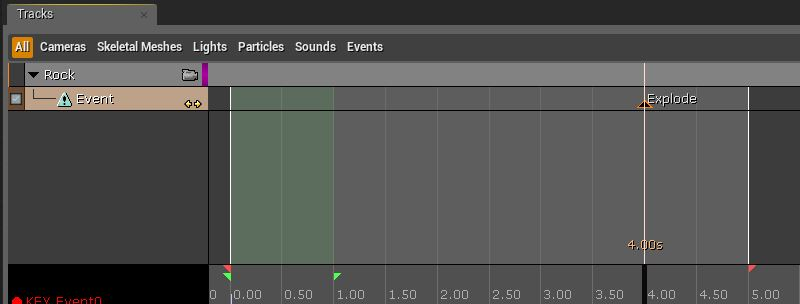 Tracks ×
All Cameras Skeletal Meshes Lights Particles Sounds Events
Rock
Event Explode
4.00s
0 0.00 0.50 1.00 1.50 2.00 2.50 3.00 3.50 4.00 4.50 5.00
KEY Event0